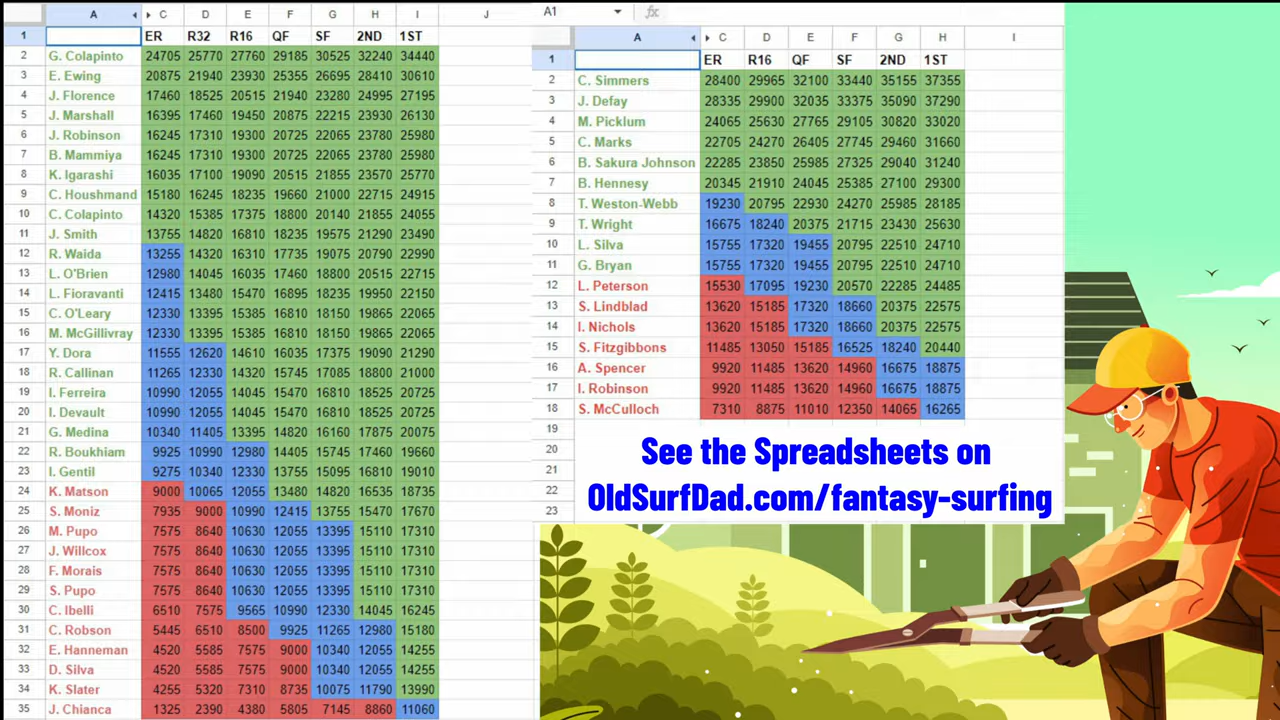 A C D E F G H I J
1 ER R32 R16 QF SF 2ND 1ST
2 G. Colapinto 24705 25770 27760 29185 30525 32240 34440
3 E. Ewing 20875 21940 23930 25355 26695 28410 30610
4 J. Florence 17460 18525 20515 21940 23280 24995 27195
5 J. Marshall 16395 17460 19450 20875 22215 23930 26130
6 J. Robinson 16245 17310 19300 20725 22065 23780 25980
7 B. Mammiya 16245 17310 19300 20725 22065 23780 25980
8 K. Igarashi 16035 17100 19090 20515 21855 23570 25770
9 C. Houshmand 15180 16245 18235 19660 21000 22715 24915
10 C. Colapinto 14320 15385 17375 18800 20140 21855 24055
11 J. Smith 13755 14820 16810 18235 19575 21290 23490
12 R. Waida 13255 14320 16310 17735 19075 20790 22990
13 L. O'Brien 12980 14045 16035 17460 18800 20515 22715
14 L. Fioravanti 12415 13480 15470 16895 18235 19950 22150
15 C. O'Leary 12330 13395 15385 16810 18150 19865 22065
16 M. McGillivray 12330 13395 15385 16810 18150 19865 22065
17 Y. Dora 11555 12620 14610 16035 17375 19090 21290
18 R. Callinan 11265 12330 14320 15745 17085 18800 21000
19 I. Ferreira 10990 12055 14045 15470 16810 18525 20725
20 I. Devault 10990 12055 14045 15470 16810 18525 20725
21 G. Medina 10340 11405 13395 14820 16160 17875 20075
22 R. Boukhiam 9925 10990 12980 14405 15745 17460 19660
23 I. Gentil 9275 10340 12330 13755 15095 16810 19010
24 K. Matson 9000 10065 12055 13480 14820 16535 18735
25 S. Moniz 7935 9000 10990 12415 13755 15470 17670
26 M. Pupo 7575 8640 10630 12055 13395 15110 17310
27 J. Willcox 7575 8640 10630 12055 13395 15110 17310
28 F. Morais 7575 8640 10630 12055 13395 15110 17310
29 S. Pupo 7575 8640 10630 12055 13395 15110 17310
30 C. Ibelli 6510 7575 9565 10990 12330 14045 16245
31 C. Robson 5445 6510 8500 9925 11265 12980 15180
32 E. Hanneman 4520 5585 7575 9000 10340 12055 14255
33 D. Silva 4520 5585 7575 9000 10340 12055 14255
34 K. Slater 4255 5320 7310 8735 10075 11790 13990
35 J. Chianca 1325 2390 4380 5805 7145 8860 11060
A1 fx
A C D E F G H I
1 ER R16 QF SF 2ND 1ST
2 C. Simmers 28400 29965 32100 33440 35155 37355
3 J. Defay 28335 29900 32035 33375 35090 37290
4 M. Picklum 24065 25630 27765 29105 30820 33020
5 C. Marks 22705 24270 26405 27745 29460 31660
6 B. Sakura Johnson 22285 23850 25985 27325 29040 31240
7 B. Hennesy 20345 21910 24045 25385 27100 29300
8 T. Weston-Webb 19230 20795 22930 24270 25985 28185
9 T. Wright 16675 18240 20375 21715 23430 25630
10 L. Silva 15755 17320 19455 20795 22510 24710
11 G. Bryan 15755 17320 19455 20795 22510 24710
12 L. Peterson 15530 17095 19230 20570 22285 24485
13 S. Lindblad 13620 15185 17320 18660 20375 22575
14 I. Nichols 13620 15185 17320 18660 20375 22575
15 S. Fitzgibbons 11485 13050 15185 16525 18240 20440
16 A. Spencer 9920 11485 13620 14960 16675 18875
17 I. Robinson 9920 11485 13620 14960 16675 18875
18 S. McCulloch 7310 8875 11010 12350 14065 16265
19
20
21
22
23
See the Spreadsheets on
OldSurfDad.com/fantasy-surfing